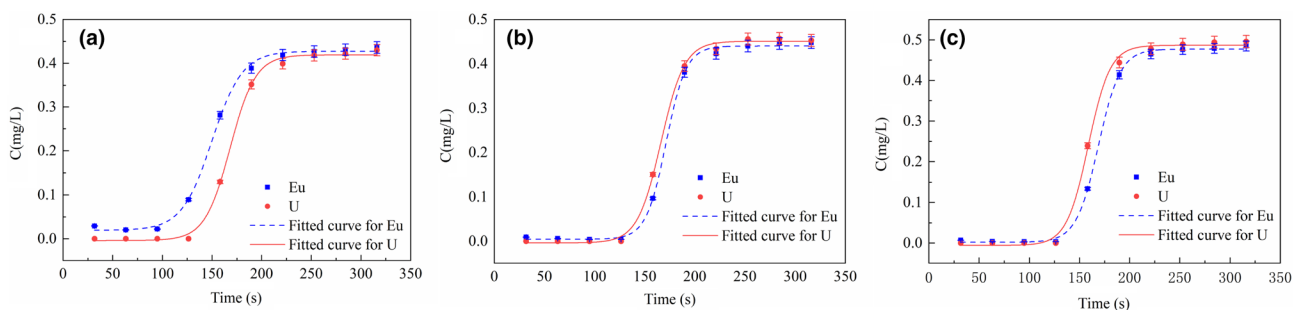 (a)
C(mg/L)
0.5
0.4
0.3
0.2
0.1
0.0
Eu
U
Fitted curve for Eu
Fitted curve for U
0 50 100 150 200 250 300 350
Time (s)
(b)
C(mg/L)
0.5
0.4
0.3
0.2
0.1
0.0
Eu
U
Fitted curve for Eu
Fitted curve for U
0 50 100 150 200 250 300 350
Time (s)
(c)
C(mg/L)
0.5
0.4
0.3
0.2
0.1
0.0
Eu
U
Fitted curve for Eu
Fitted curve for U
0 50 100 150 200 250 300 350
Time (s)